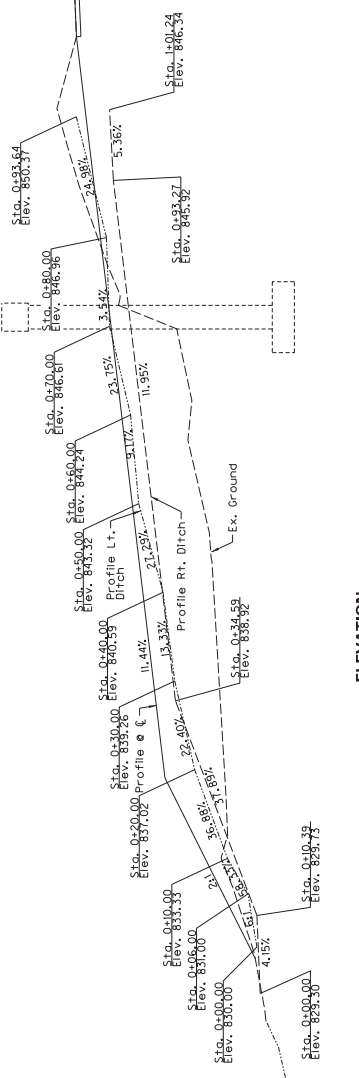 Sta. 0+00.00
Elev. 829.30
Sta. 0+00.00
Elev. 830.00
Sta. 0+06.00
Elev. 831.00
Sta. 0+10.00
Elev. 833.33
Sta. 0+10.39
Elev. 829.73
4.15%
6:1
58.33%
2:1
36.88%
37.89%
Sta. 0+20.00
Elev. 837.02
22.40%
Sta. 0+30.00
Elev. 839.26
Profile @ ℄
Sta. 0+34.59
Elev. 838.92
Sta. 0+40.00
Elev. 840.59
11.44%
13.33%
Profile Rt. Ditch
Ex. Ground
Sta. 0+50.00
Elev. 843.32
Profile Lt.
Ditch
27.29%
Sta. 0+60.00
Elev. 844.24
9.17%
11.95%
Sta. 0+70.00
Elev. 846.61
23.75%
Sta. 0+80.00
Elev. 846.96
3.54%
Sta. 0+93.64
Elev. 850.37
24.98%
Sta. 0+93.27
Elev. 845.92
5.36%
Sta. 1+01.24
Elev. 846.34
ELEVATION